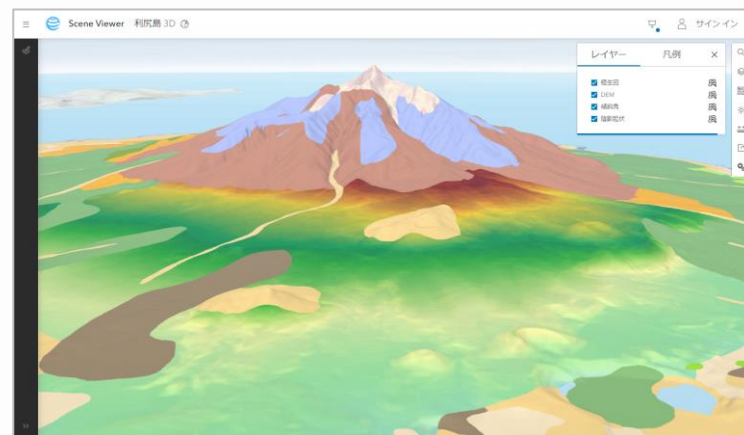 Scene Viewer 利尻島 3D
サイン イン
レイヤー 凡例
植生図
DEM
傾斜角
陰影起伏